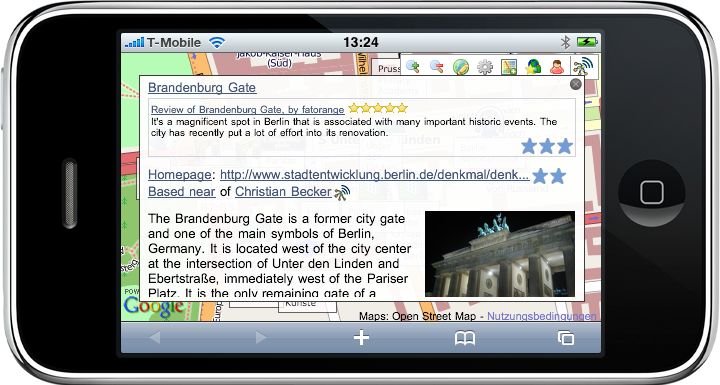 T-Mobile 13:24
Jakob-Kaiser-Haus
(Süd)
Pruss
Brandenburg Gate
Review of Brandenburg Gate, by fatorange
It's a magnificent spot in Berlin that is associated with many important historic events. The
city has recently put a lot of effort into its renovation.
Homepage: http://www.stadtentwicklung.berlin.de/denkmal/denk...
Based near of Christian Becker
The Brandenburg Gate is a former city gate
and one of the main symbols of Berlin,
Germany. It is located west of the city center
at the intersection of Unter den Linden and
Ebertstraße, immediately west of the Pariser
Platz. It is the only remaining gate of a
Google
Künste
Maps: Open Street Map - Nutzungsbedingungen